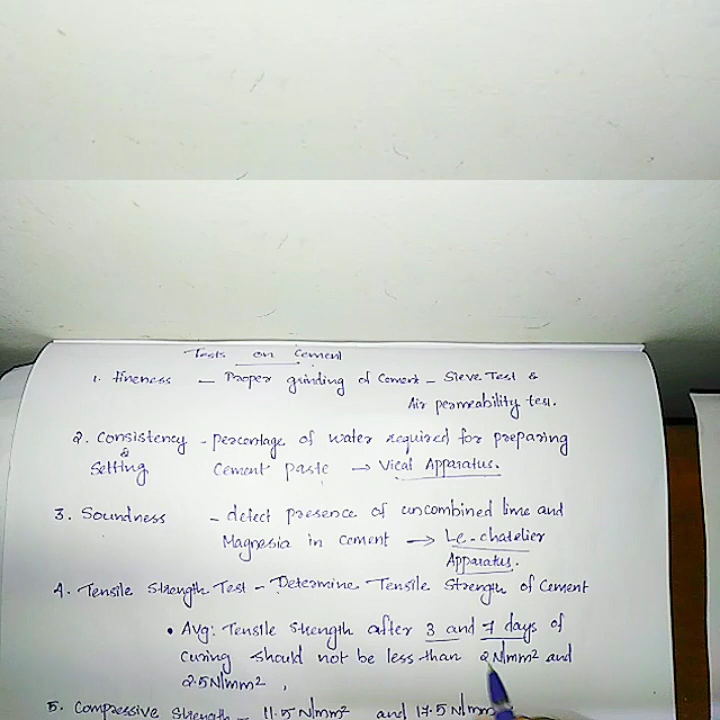 Tests on Cement
1. fineness – Proper grinding of Cement – Sieve Test &
Air permeability test.
2. Consistency - percentage of water required for preparing
&
Setting Cement paste → Vicat Apparatus.
3. Soundness - detect presence of uncombined lime and
Magnesia in cement → Le-chatelier
Apparatus.
4. Tensile Strength Test - Determine Tensile Strength of Cement
• Avg: Tensile Strength after 3 and 7 days of
Curing should not be less than 2N/mm² and
2.5N/mm²,
5. Compressive Strength – 11.5 N/mm² and 17.5 N/mm